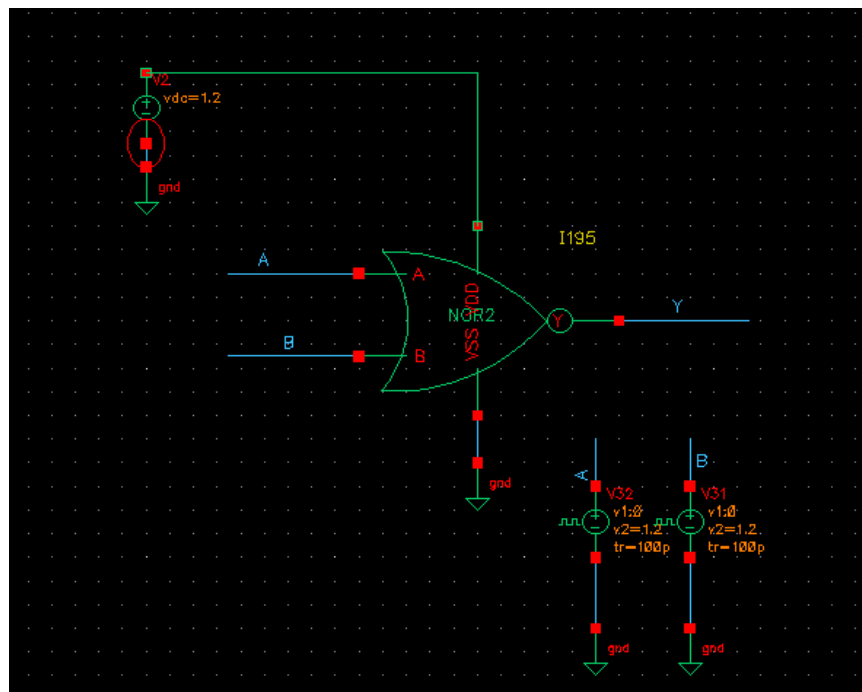 V2
vdc=1.2
gnd
I195
A
A
NOR2
VSS
VDD
Y
Y
B
B
gnd
A
B
V32
V31
v1:0
v1:0
v2=1.2
v2=1.2
tr=100p
tr=100p
gnd
gnd